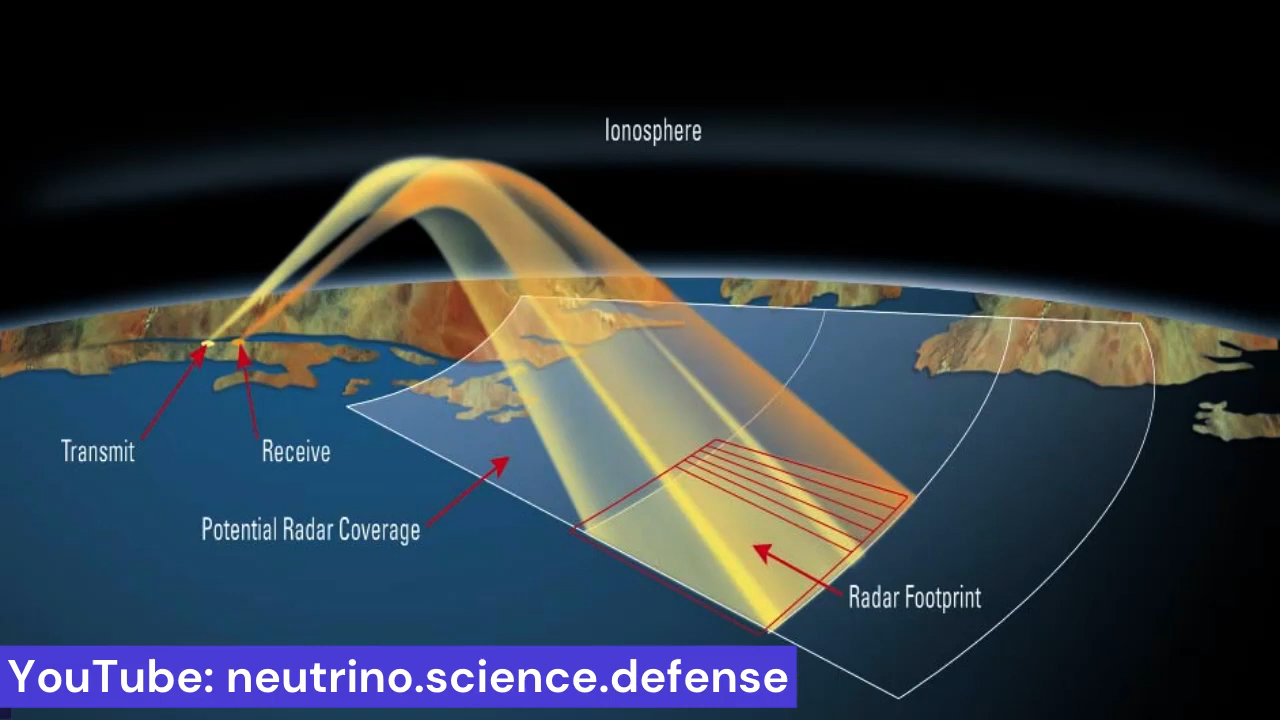 Ionosphere
Transmit
Receive
Potential Radar Coverage
Radar Footprint
YouTube: neutrino.science.defense